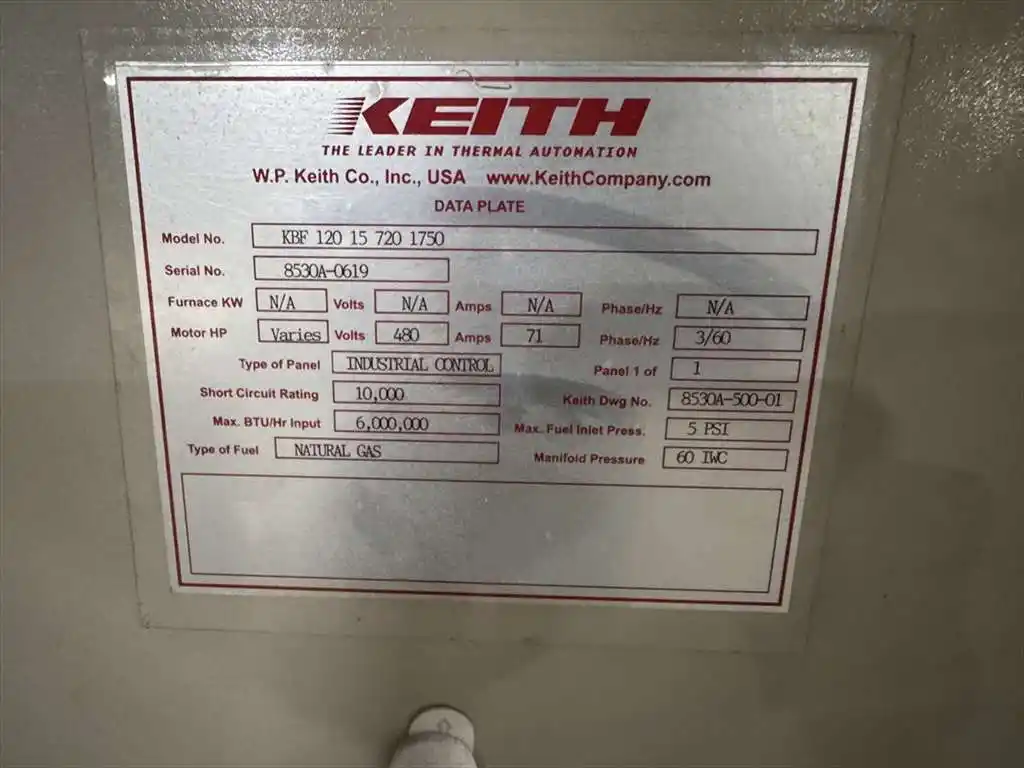 KEITH
THE LEADER IN THERMAL AUTOMATION
W.P. Keith Co., Inc., USA www.KeithCompany.com
DATA PLATE
Model No. KBF 120 15 720 1750
Serial No. 8530A-0619
Furnace KW N/A Volts N/A Amps N/A Phase/Hz N/A
Motor HP Varies Volts 480 Amps 71 Phase/Hz 3/60
Type of Panel INDUSTRIAL CONTROL Panel 1 of 1
Short Circuit Rating 10,000 Keith Dwg No. 8530A-500-01
Max. BTU/Hr Input 6,000,000 Max. Fuel Inlet Press. 5 PSI
Type of Fuel NATURAL GAS Manifold Pressure 60 IWC